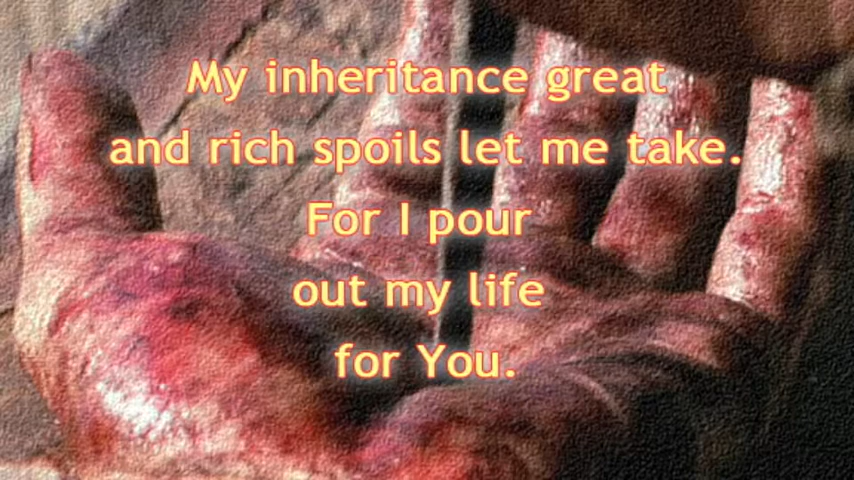 My inheritance great
and rich spoils let me take.
For I pour
out my life
for You.